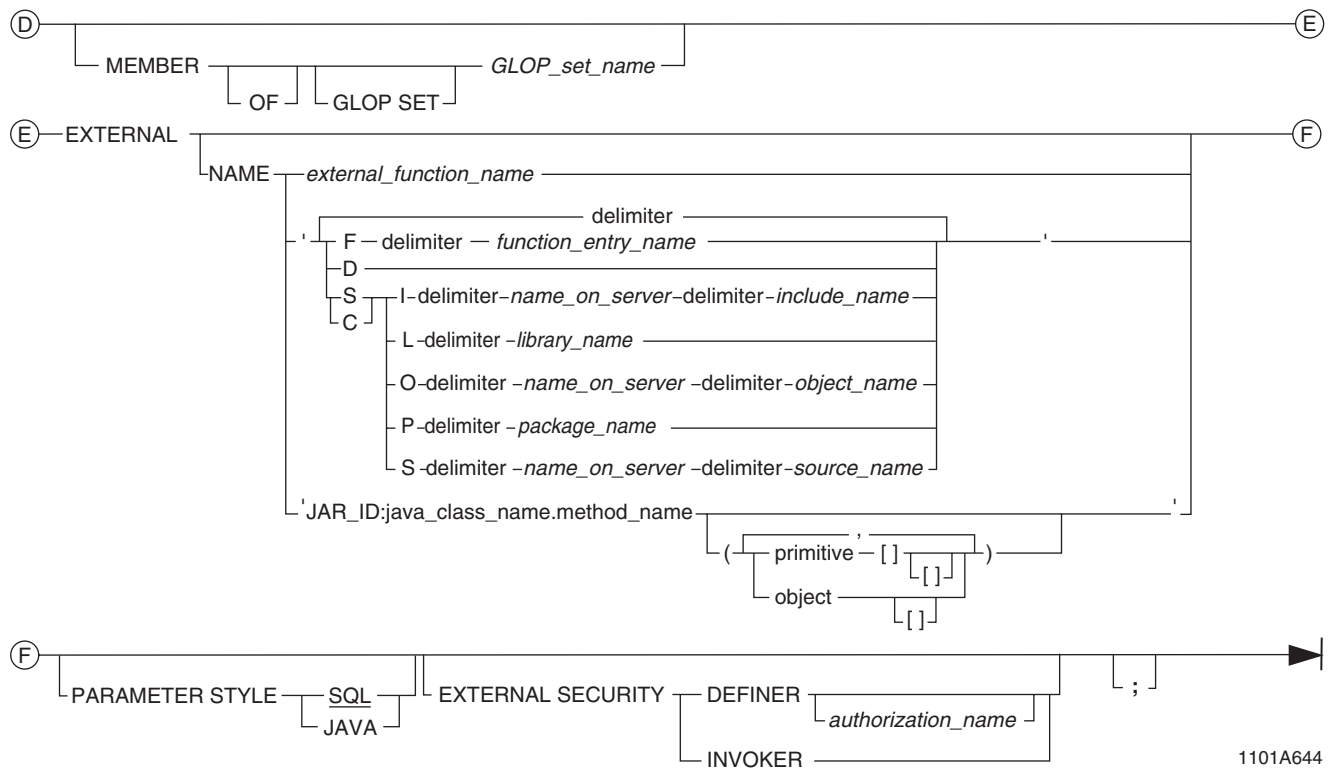 D E
MEMBER GLOP_set_name
OF GLOP SET
E EXTERNAL F
NAME external_function_name
delimiter
' F delimiter function_entry_name '
D
S I-delimiter-name_on_server-delimiter-include_name
C
L-delimiter-library_name
O-delimiter-name_on_server-delimiter-object_name
P-delimiter-package_name
S-delimiter-name_on_server-delimiter-source_name
'JAR_ID:java_class_name.method_name '
,
( primitive [ ] )
[ ]
object
[ ]
F
PARAMETER STYLE SQL EXTERNAL SECURITY DEFINER ;
JAVA authorization_name
INVOKER 1101A644